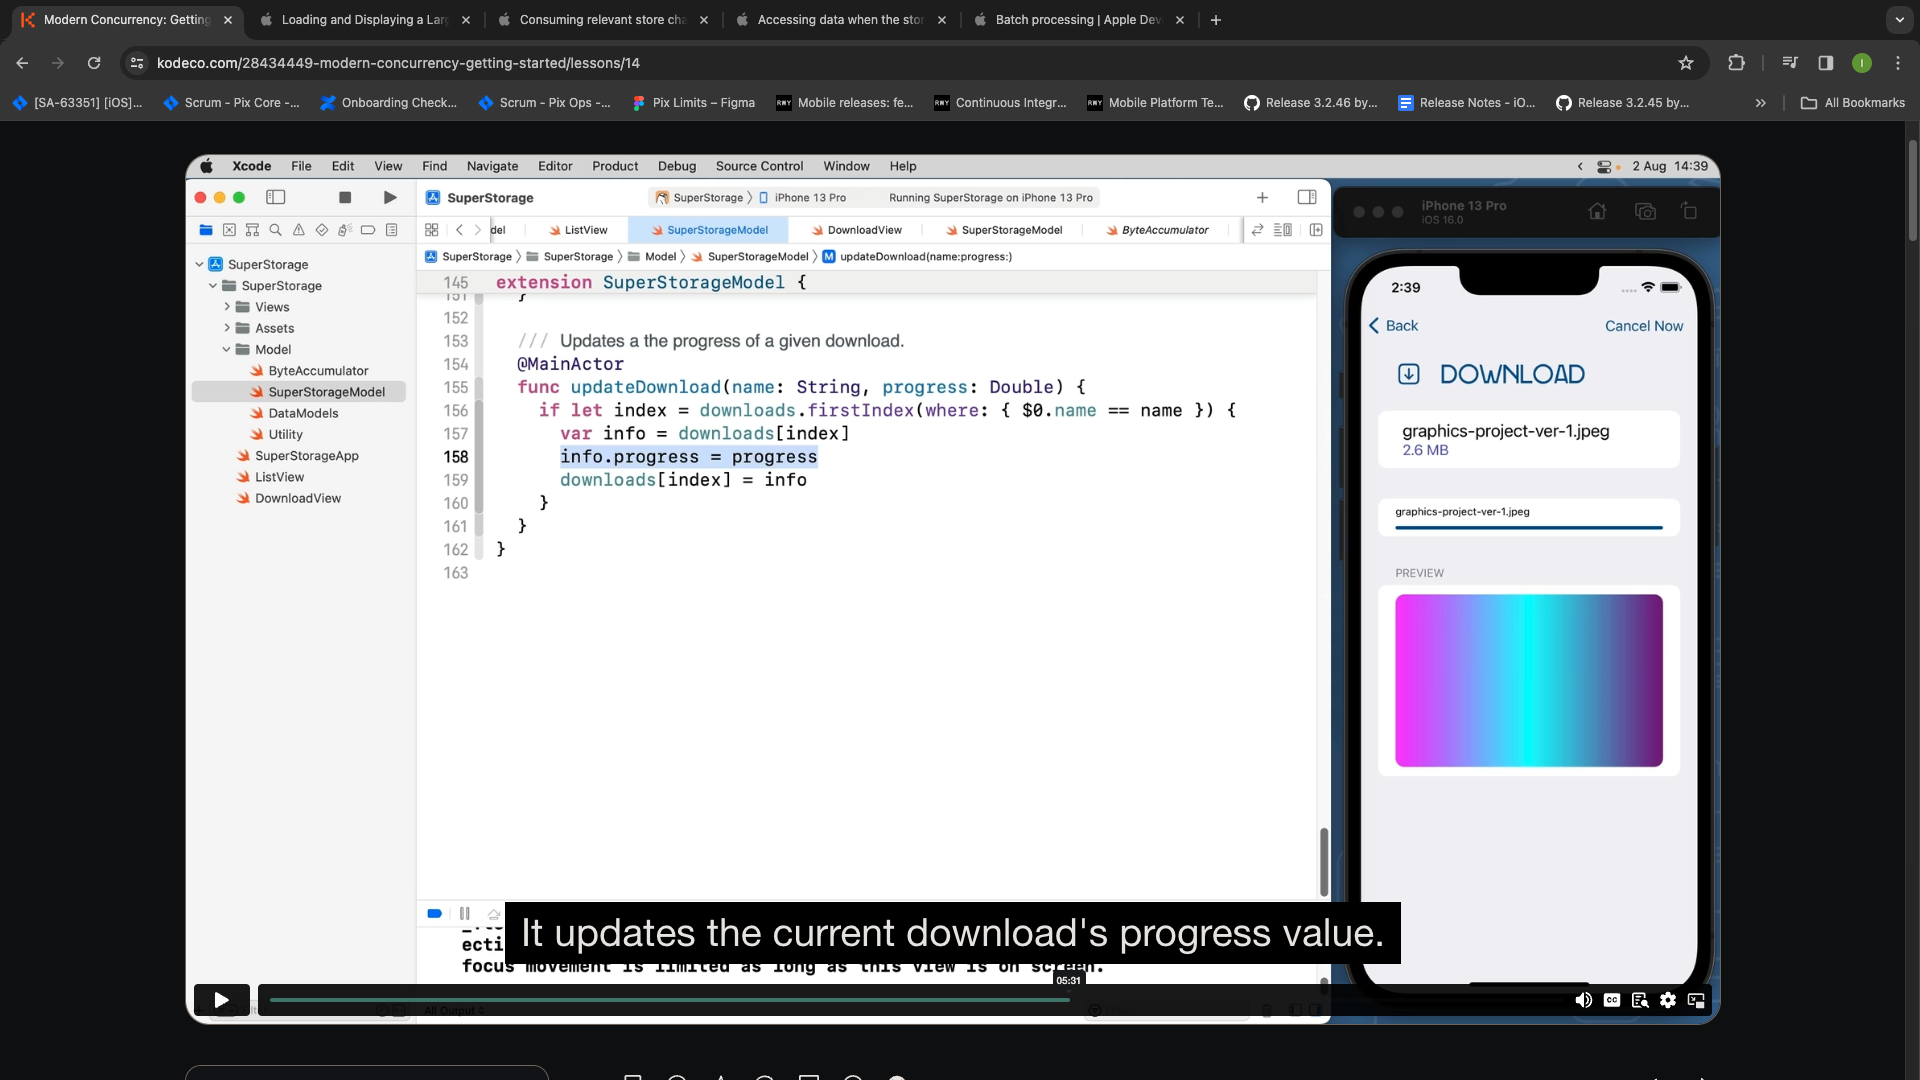 Modern Concurrency: Getting
Loading and Displaying a Lar
Consuming relevant store cha
Accessing data when the stor
Batch processing | Apple Dev
kodeco.com/28434449-modern-concurrency-getting-started/lessons/14
[SA-63351] [iOS]...
Scrum - Pix Core -...
Onboarding Check...
Scrum - Pix Ops -...
Pix Limits – Figma
Mobile releases: fe...
Continuous Integr...
Mobile Platform Te...
Release 3.2.46 by...
Release Notes - iO...
Release 3.2.45 by...
All Bookmarks
Xcode File Edit View Find Navigate Editor Product Debug Source Control Window Help
2 Aug 14:39
SuperStorage
SuperStorage 〉 iPhone 13 Pro
Running SuperStorage on iPhone 13 Pro
iPhone 13 Pro
iOS 16.0
del
ListView
SuperStorageModel
DownloadView
SuperStorageModel
ByteAccumulator
SuperStorage 〉 SuperStorage 〉 Model 〉 SuperStorageModel 〉 M updateDownload(name:progress:)
SuperStorage
SuperStorage
Views
Assets
Model
ByteAccumulator
SuperStorageModel
DataModels
Utility
SuperStorageApp
ListView
DownloadView
145 extension SuperStorageModel {
151 }
152
153 /// Updates a the progress of a given download.
154 @MainActor
155 func updateDownload(name: String, progress: Double) {
156 if let index = downloads.firstIndex(where: { $0.name == name }) {
157 var info = downloads[index]
158 info.progress = progress
159 downloads[index] = info
160 }
161 }
162 }
163
2:39
Back
Cancel Now
DOWNLOAD
graphics-project-ver-1.jpeg
2.6 MB
graphics-project-ver-1.jpeg
PREVIEW
ecti
It updates the current download's progress value.
focus movement is limited as long as this view is on screen.
05:31
All Output
CC